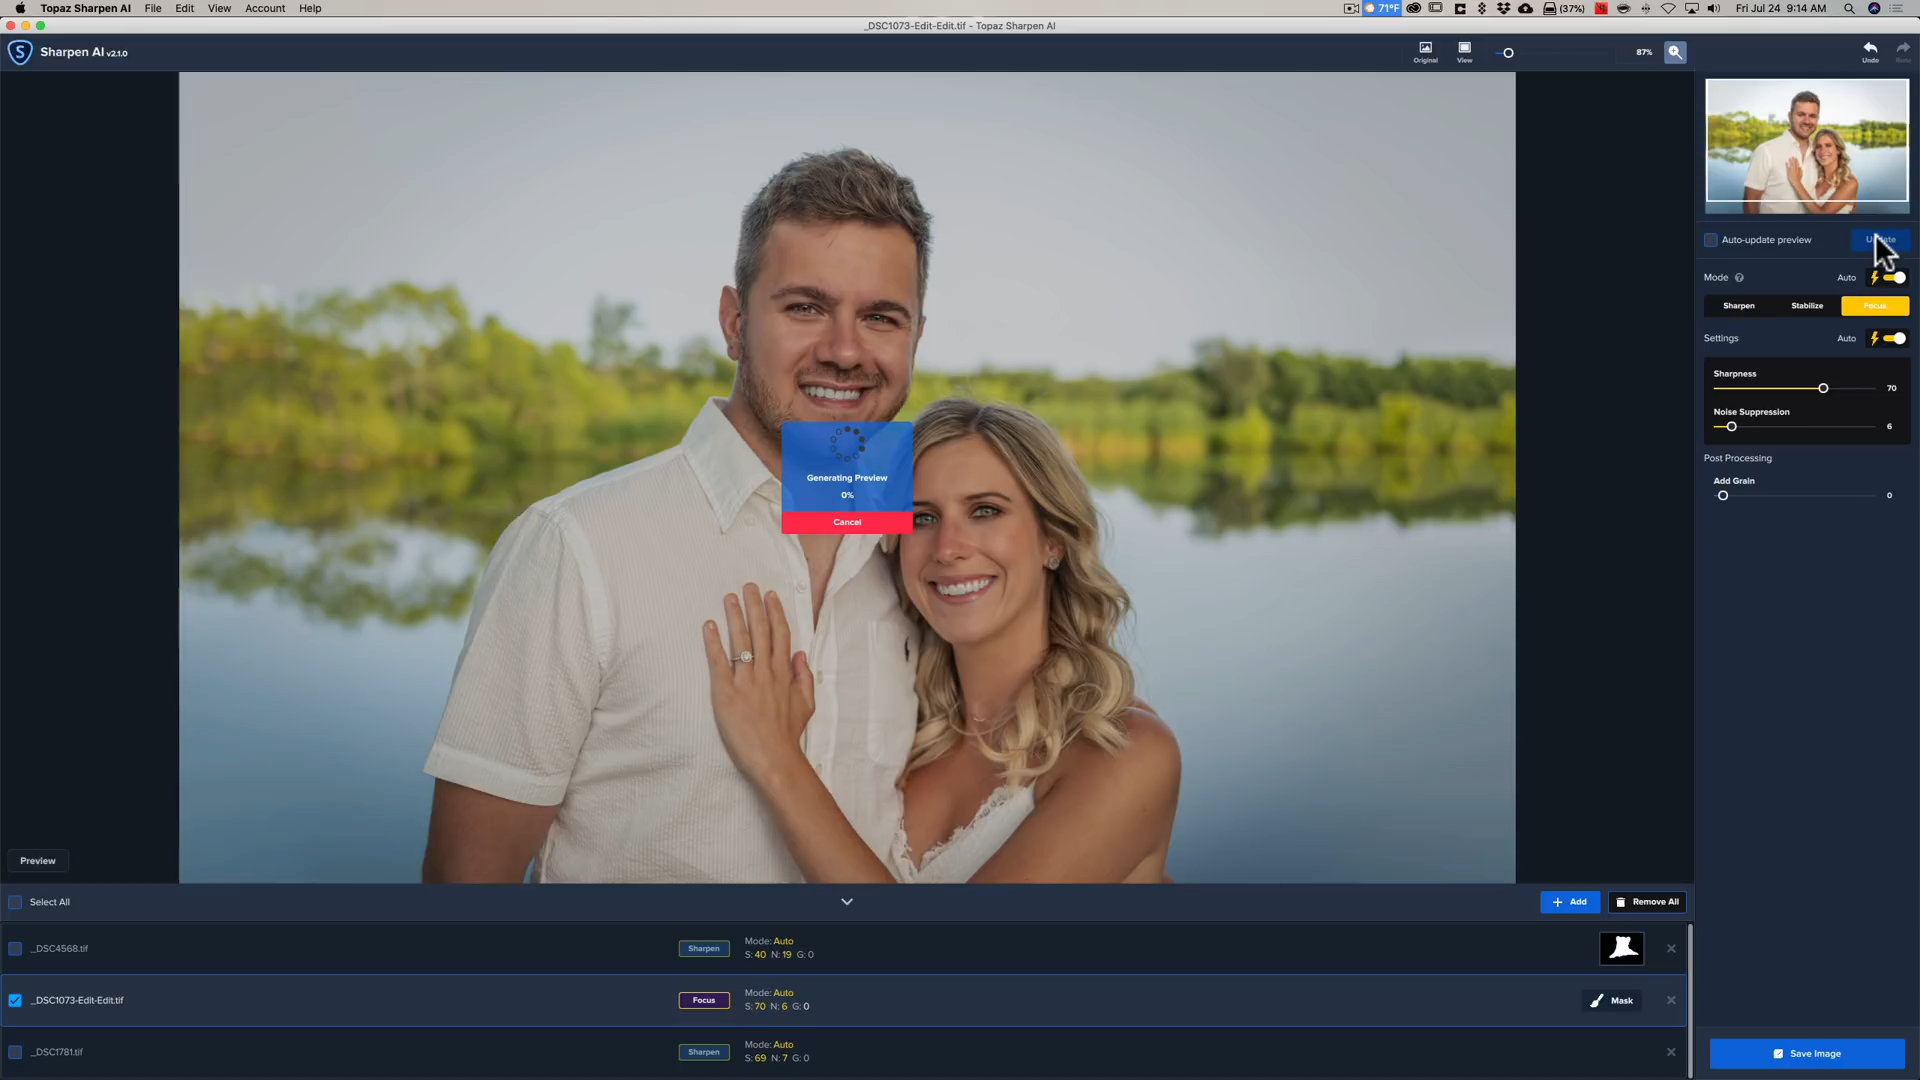 Topaz Sharpen AI File Edit View Account Help
71°F (37%) Fri Jul 24 9:14 AM
_DSC1073-Edit-Edit.tif - Topaz Sharpen AI
Sharpen AI v2.1.0
Original View 87% Undo Redo
Auto-update preview Update
Mode Auto
Sharpen Stabilize Focus
Settings Auto
Sharpness
70
Noise Suppression
6
Post Processing
Add Grain
0
Generating Preview
0%
Cancel
Preview
Select All Add Remove All
_DSC4568.tif Sharpen Mode: Auto
S: 40 N: 19 G: 0
_DSC1073-Edit-Edit.tif Focus Mode: Auto
S: 70 N: 6 G: 0
Mask
_DSC1781.tif Sharpen Mode: Auto
S: 69 N: 7 G: 0
Save Image